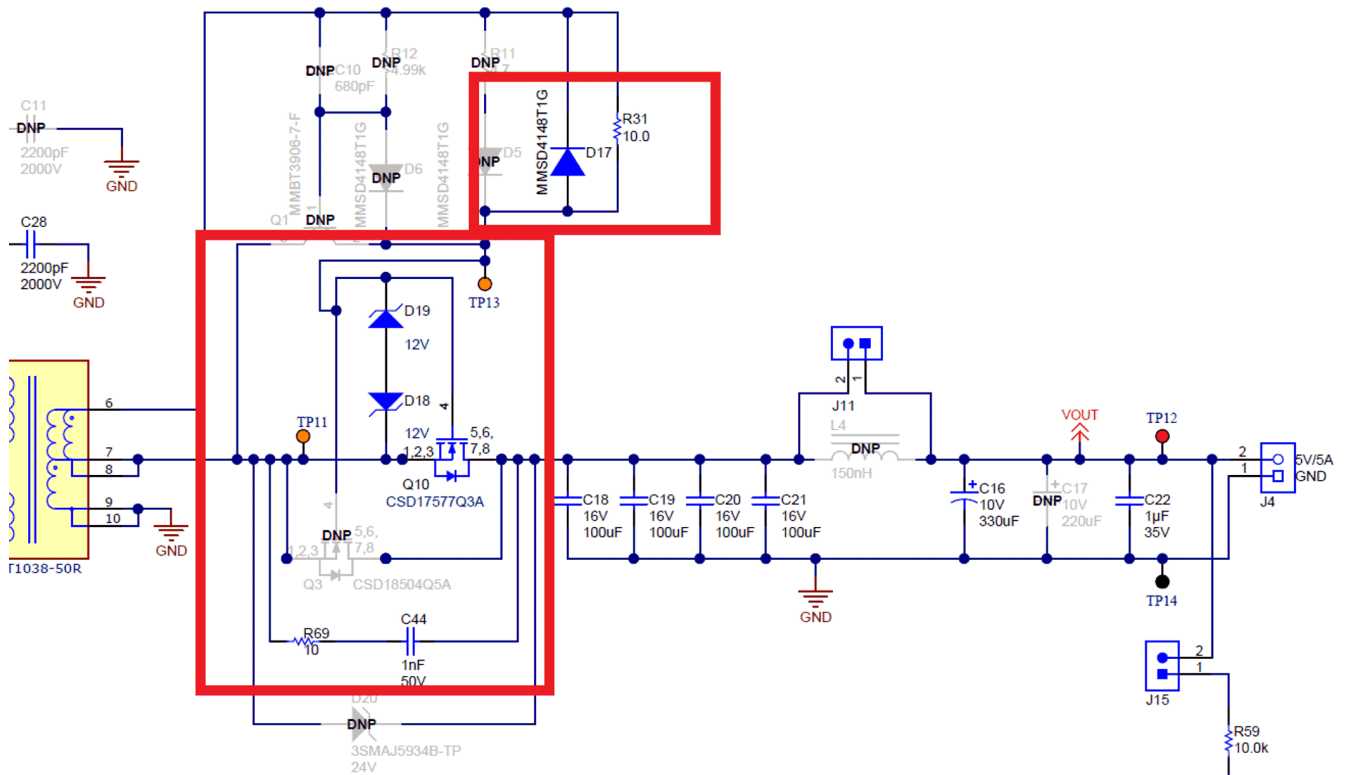 R12
4.99k
DNP
C10
680pF
DNP
R11
4.7
DNP
C11
DNP
2200pF
2000V
GND
MMBT3906-7-F
MMSD4148T1G
MMSD4148T1G
MMSD4148T1G
R31
10.0
D17
D5
DNP
D6
DNP
Q1
DNP
1
C28
2200pF
2000V
GND
TP13
D19
12V
D18
12V
4
6
7
8
9
10
GND
T1038-50R
TP11
1,2,3
5,6,
7,8
Q10
CSD17577Q3A
4
DNP
1,2,3
5,6,
7,8
Q3
CSD18504Q5A
R69
10
C44
1nF
50V
D20
DNP
3SMAJ5934B-TP
24V
C18
16V
100uF
C19
16V
100uF
C20
16V
100uF
C21
16V
100uF
GND
2
1
J11
L4
DNP
150nH
C16
10V
330uF
C17
DNP
10V
220uF
C22
1µF
35V
VOUT
TP12
TP14
2
1
5V/5A
GND
J4
2
1
J15
R59
10.0k